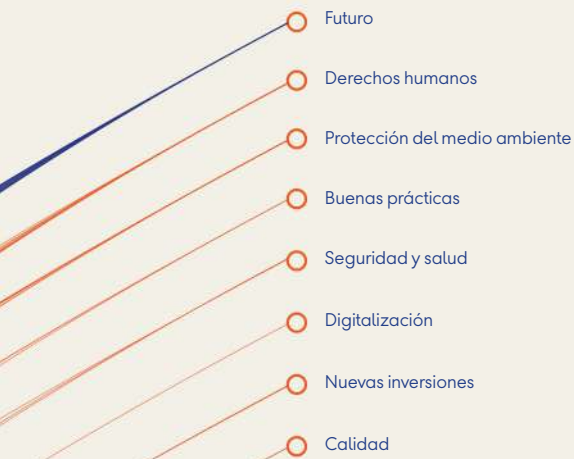 Futuro
Derechos humanos
Protección del medio ambiente
Buenas prácticas
Seguridad y salud
Digitalización
Nuevas inversiones
Calidad